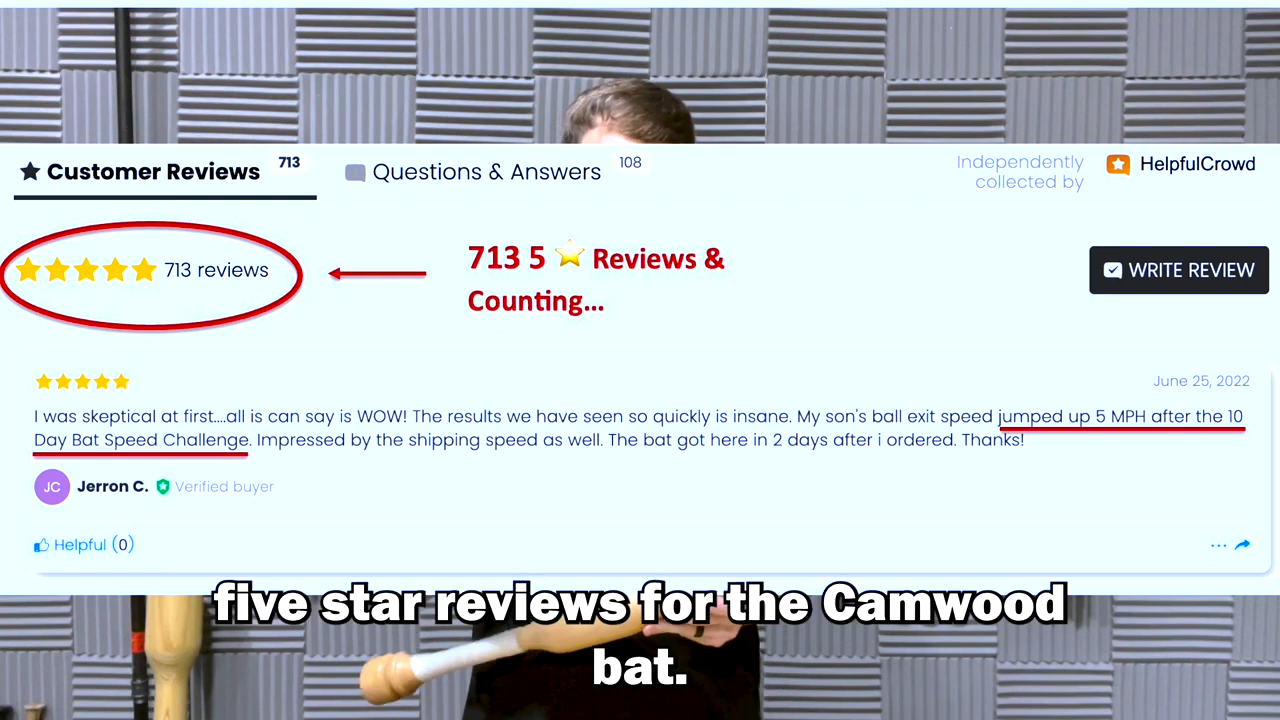 Customer Reviews 713
Questions & Answers 108
Independently
collected by
HelpfulCrowd
713 reviews
713 5 ⭐ Reviews &
Counting...
WRITE REVIEW
June 25, 2022
I was skeptical at first....all is can say is WOW! The results we have seen so quickly is insane. My son's ball exit speed jumped up 5 MPH after the 10
Day Bat Speed Challenge. Impressed by the shipping speed as well. The bat got here in 2 days after i ordered. Thanks!
JC Jerron C. Verified buyer
Helpful (0)
five star reviews for the Camwood
bat.